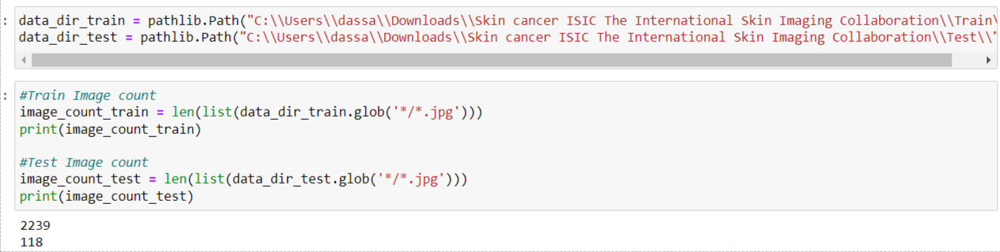 : data_dir_train = pathlib.Path("C:\\Users\\dassa\\Downloads\\Skin cancer ISIC The International Skin Imaging Collaboration\\Train\
data_dir_test = pathlib.Path("C:\\Users\\dassa\\Downloads\\Skin cancer ISIC The International Skin Imaging Collaboration\\Test\\"
: #Train Image count
image_count_train = len(list(data_dir_train.glob('*/*.jpg')))
print(image_count_train)
#Test Image count
image_count_test = len(list(data_dir_test.glob('*/*.jpg')))
print(image_count_test)
2239
118